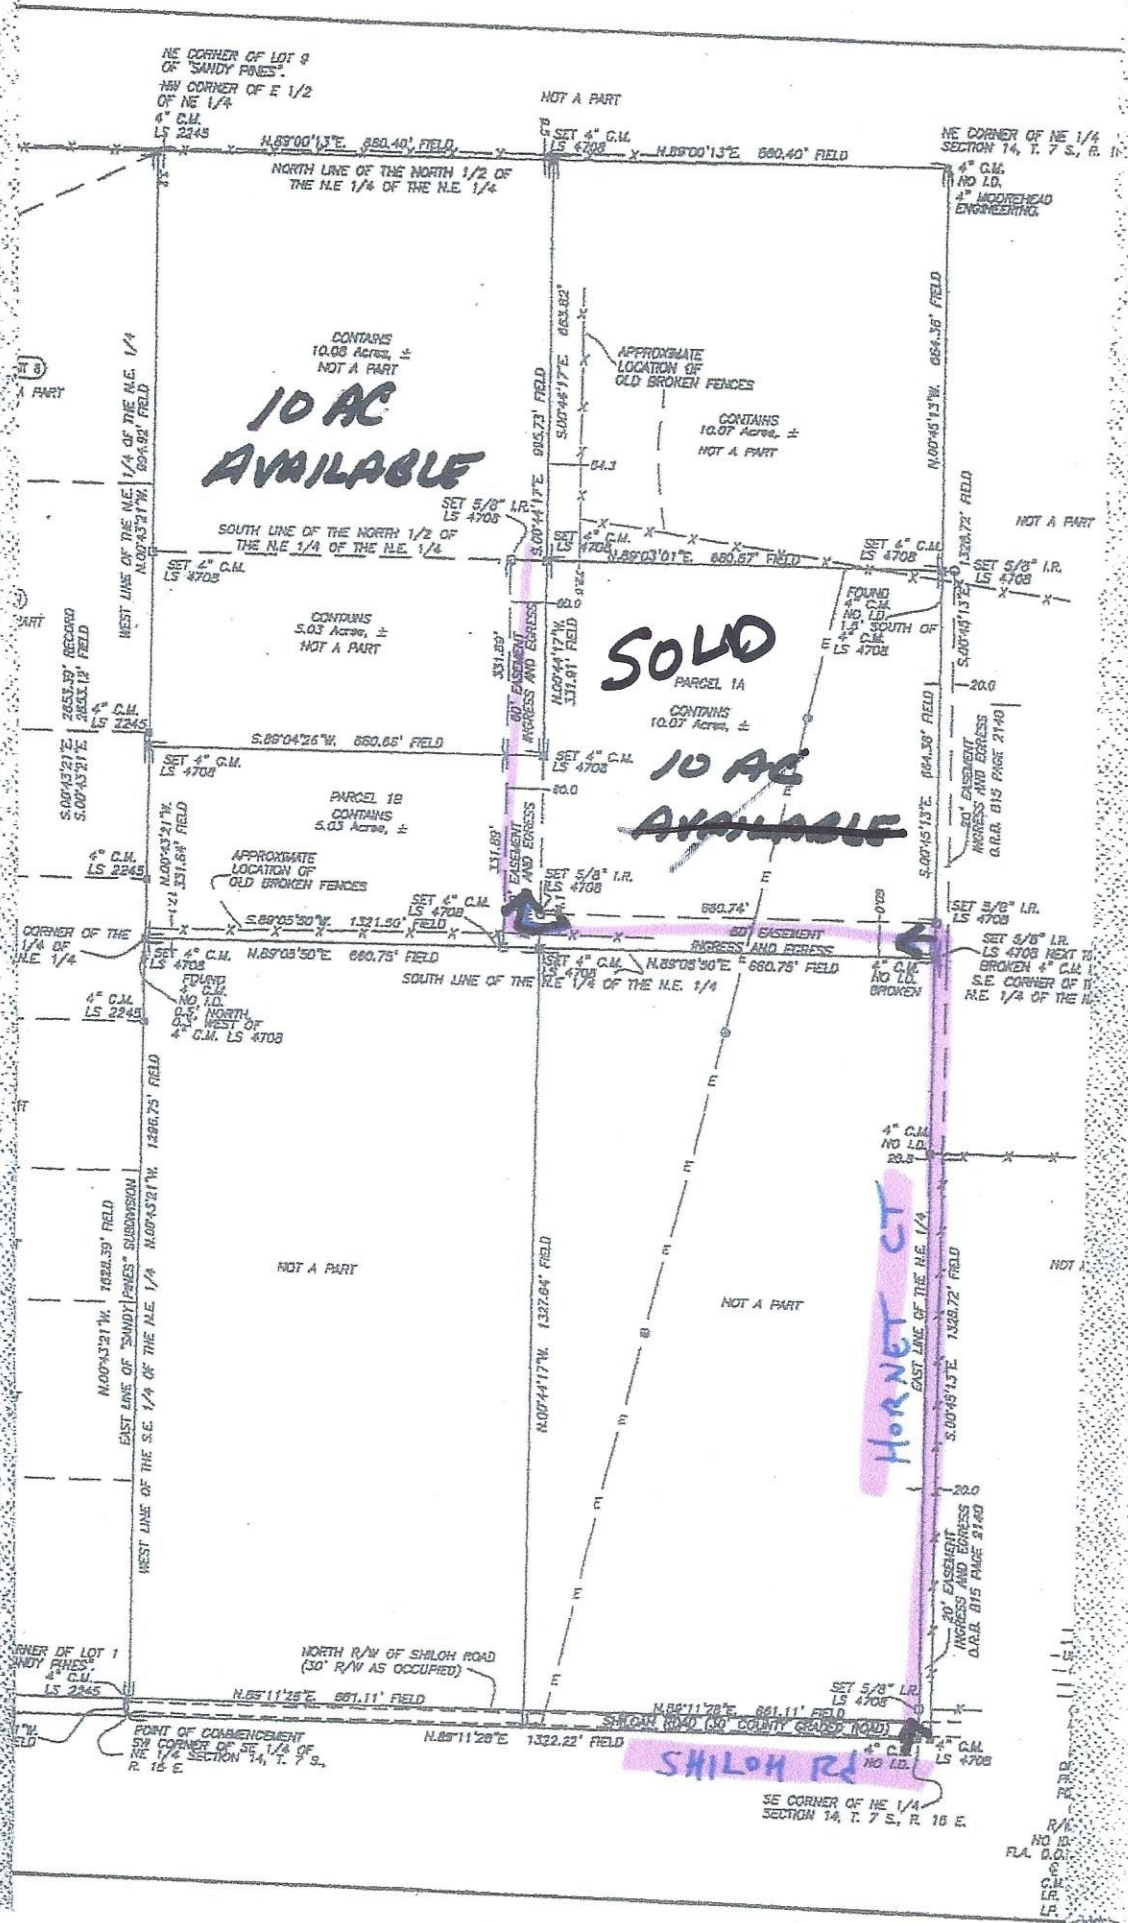 NE CORNER OF LOT 9
OF "SANDY PINES".
NW CORNER OF E 1/2
OF NE 1/4
4" C.M.
LS 2245
NOT A PART
NE CORNER OF NE 1/4
SECTION 14, T. 7 S., R.
N.89°00'13"E. 660.40' FIELD
SET 4" C.M.
LS 4708
N.89°00'13"E. 660.40' FIELD
4" C.M.
NO I.D.
4" MOOREHEAD
ENGINEERING.
NORTH LINE OF THE NORTH 1/2 OF
THE N.E 1/4 OF THE N.E. 1/4
WEST LINE OF THE N.E. 1/4 OF THE N.E. 1/4
N.00°43'21"W. 994.92' FIELD
CONTAINS
10.08 Acres, ±
NOT A PART
10 AC
AVAILABLE
995.73' FIELD
S.00°44'17"E. 663.82'
APPROXIMATE
LOCATION OF
OLD BROKEN FENCES
CONTAINS
10.07 Acres, ±
NOT A PART
64.3
N.00°45'13"W. 664.36' FIELD
1328.72' FIELD
NOT A PART
A PART
SET 5/8" I.R.
LS 4708
SOUTH LINE OF THE NORTH 1/2 OF
THE N.E 1/4 OF THE N.E. 1/4
SET 4" C.M.
LS 4708
SET 4" C.M.
LS 4708
N.89°03'01"E. 660.57' FIELD
SET 4" C.M.
LS 4708
SET 5/8" I.R.
LS 4708
FOUND
4" C.M.
NO I.D.
1.5' SOUTH OF
4" C.M.
LS 4708
CONTAINS
5.03 Acres, ±
NOT A PART
331.89'
60' EASEMENT
INGRESS AND EGRESS
60.0
N.00°44'17"W.
331.91' FIELD
SOLD
PARCEL 1A
CONTAINS
10.07 Acres, ±
10 AC
AVAILABLE
20.0
S.00°45'13"E. 664.36' FIELD
20' EASEMENT
INGRESS AND EGRESS
O.R.B. 815 PAGE 2140
2653.39' RECORD
2653.12' FIELD
S.00°43'21"E
S.00°43'21"E
4" C.M.
LS 2245
S.89°04'26"W. 660.66' FIELD
SET 4" C.M.
LS 4708
SET 4" C.M.
LS 4708
60.0
PARCEL 1B
CONTAINS
5.03 Acres, ±
N.00°43'21"W.
331.64' FIELD
331.89'
EASEMENT
AND EGRESS
4" C.M.
LS 2245
APPROXIMATE
LOCATION OF
OLD BROKEN FENCES
SET 4" C.M.
LS 4708
SET 5/8" I.R.
LS 4708
660.74'
60.0
SET 5/8" I.R.
LS 4708
CORNER OF THE
1/4 OF
N.E. 1/4
S.89°05'50"W. 1321.50' FIELD
60' EASEMENT
INGRESS AND EGRESS
SET 4" C.M.
LS 4708
N.89°05'50"E. 660.75' FIELD
SET 4" C.M.
LS 4708
N.89°05'50"E. 660.75' FIELD
SOUTH LINE OF THE N.E 1/4 OF THE N.E. 1/4
4" C.M.
NO I.D.
BROKEN
SET 5/8" I.R.
LS 4708 NEXT TO
BROKEN 4" C.M.
S.E. CORNER OF
N.E. 1/4 OF THE
FOUND
4" C.M.
NO I.D.
0.5' NORTH,
WEST OF
4" C.M. LS 4708
4" C.M.
LS 2245
1296.75' FIELD
N.00°43'21"W.
WEST LINE OF THE S.E. 1/4 OF THE N.E. 1/4
EAST LINE OF "SANDY PINES" SUBDIVISION
N.00°43'21"W. 1628.39' FIELD
E
NOT A PART
N.00°44'17"W. 1327.64' FIELD
NOT A PART
4" C.M.
NO I.D.
HORNET CT
EAST LINE OF THE N.E. 1/4
S.00°45'13"E. 1328.72' FIELD
20.0
20' EASEMENT
INGRESS AND EGRESS
O.R.B. 815 PAGE 2140
CORNER OF LOT 1
4" C.M.
LS 2245
NORTH R/W OF SHILOH ROAD
(30' R/W AS OCCUPIED)
SET 5/8" I.R.
LS 4708
N.89°11'28"E. 661.11' FIELD
N.89°11'28"E. 661.11' FIELD
SHILOAH ROAD (30' COUNTY GRADED ROAD)
POINT OF COMMENCEMENT
SW CORNER OF SE 1/4 OF
NE 1/4 SECTION 14, T. 7 S.,
R. 16 E.
N.89°11'28"E. 1322.22' FIELD
SHILOH Rd
4" C.M.
NO I.D.
4" C.M.
LS 4708
SE CORNER OF NE 1/4
SECTION 14, T. 7 S., R. 16 E.
R/W
NO ID.
FLA. D.O.